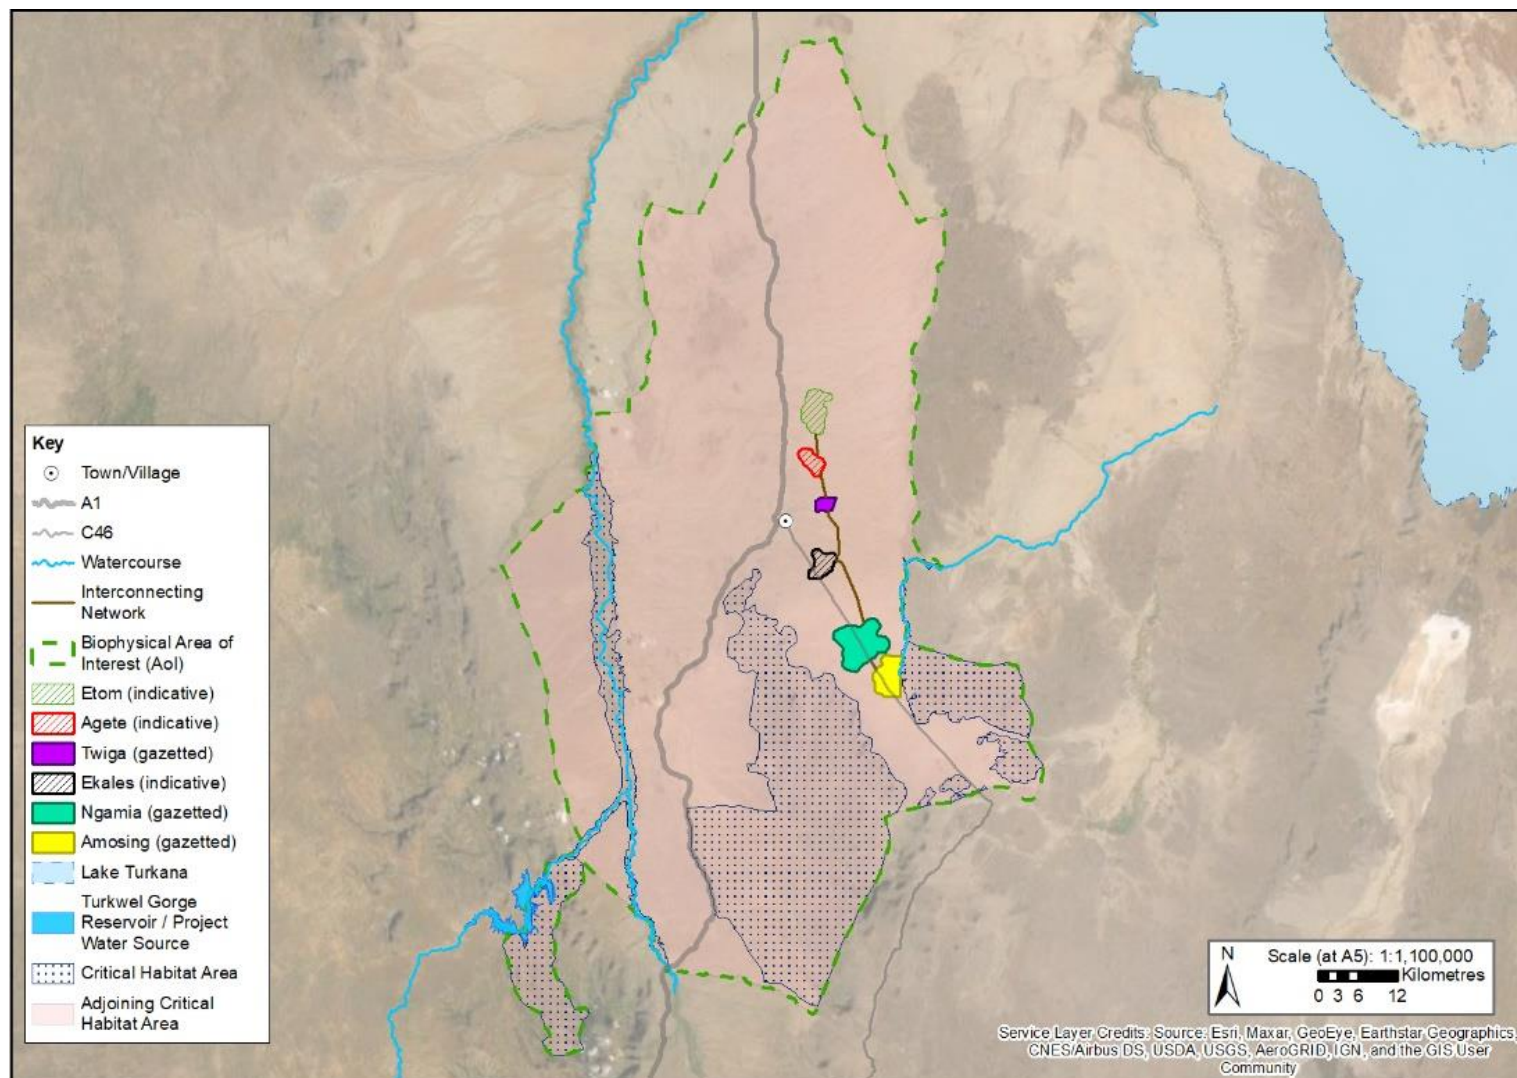 Key
Town/Village
A1
C46
Watercourse
Interconnecting
Network
Biophysical Area of
Interest (AoI)
Etom (indicative)
Agete (indicative)
Twiga (gazetted)
Ekales (indicative)
Ngamia (gazetted)
Amosing (gazetted)
Lake Turkana
Turkwel Gorge
Reservoir / Project
Water Source
Critical Habitat Area
Adjoining Critical
Habitat Area
N
Scale (at A5): 1:1,100,000
Kilometres
0 3 6 12
Service Layer Credits: Source: Esri, Maxar, GeoEye, Earthstar Geographics,
CNES/Airbus DS, USDA, USGS, AeroGRID, IGN, and the GIS User
Community